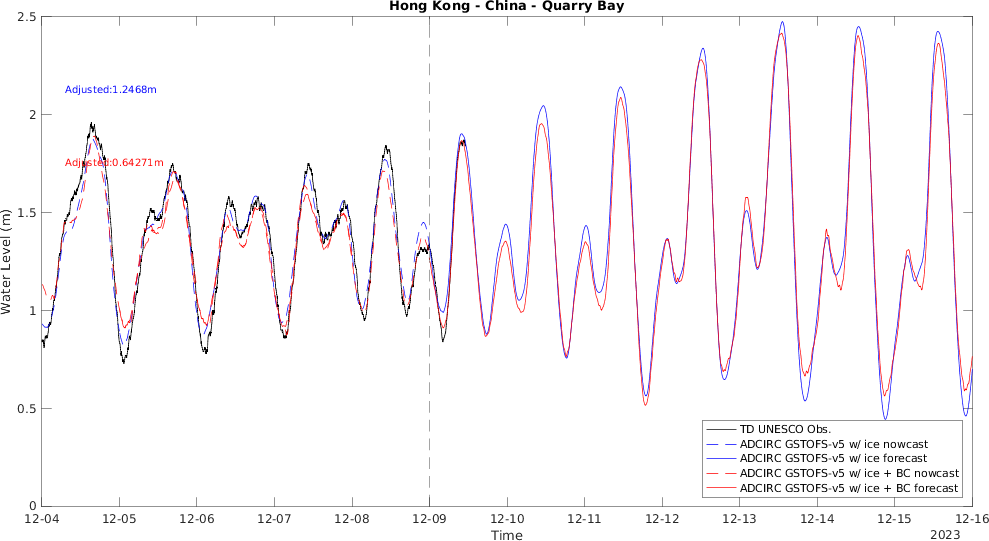 Hong Kong - China - Quarry Bay
2.5
2
1.5
1
0.5
0
Water Level (m)
Adjusted:1.2468m
Adjusted:0.64271m
TD UNESCO Obs.
ADCIRC GSTOFS-v5 w/ ice nowcast
ADCIRC GSTOFS-v5 w/ ice forecast
ADCIRC GSTOFS-v5 w/ ice + BC nowcast
ADCIRC GSTOFS-v5 w/ ice + BC forecast
12-04 12-05 12-06 12-07 12-08 12-09 12-10 12-11 12-12 12-13 12-14 12-15 12-16
Time
2023